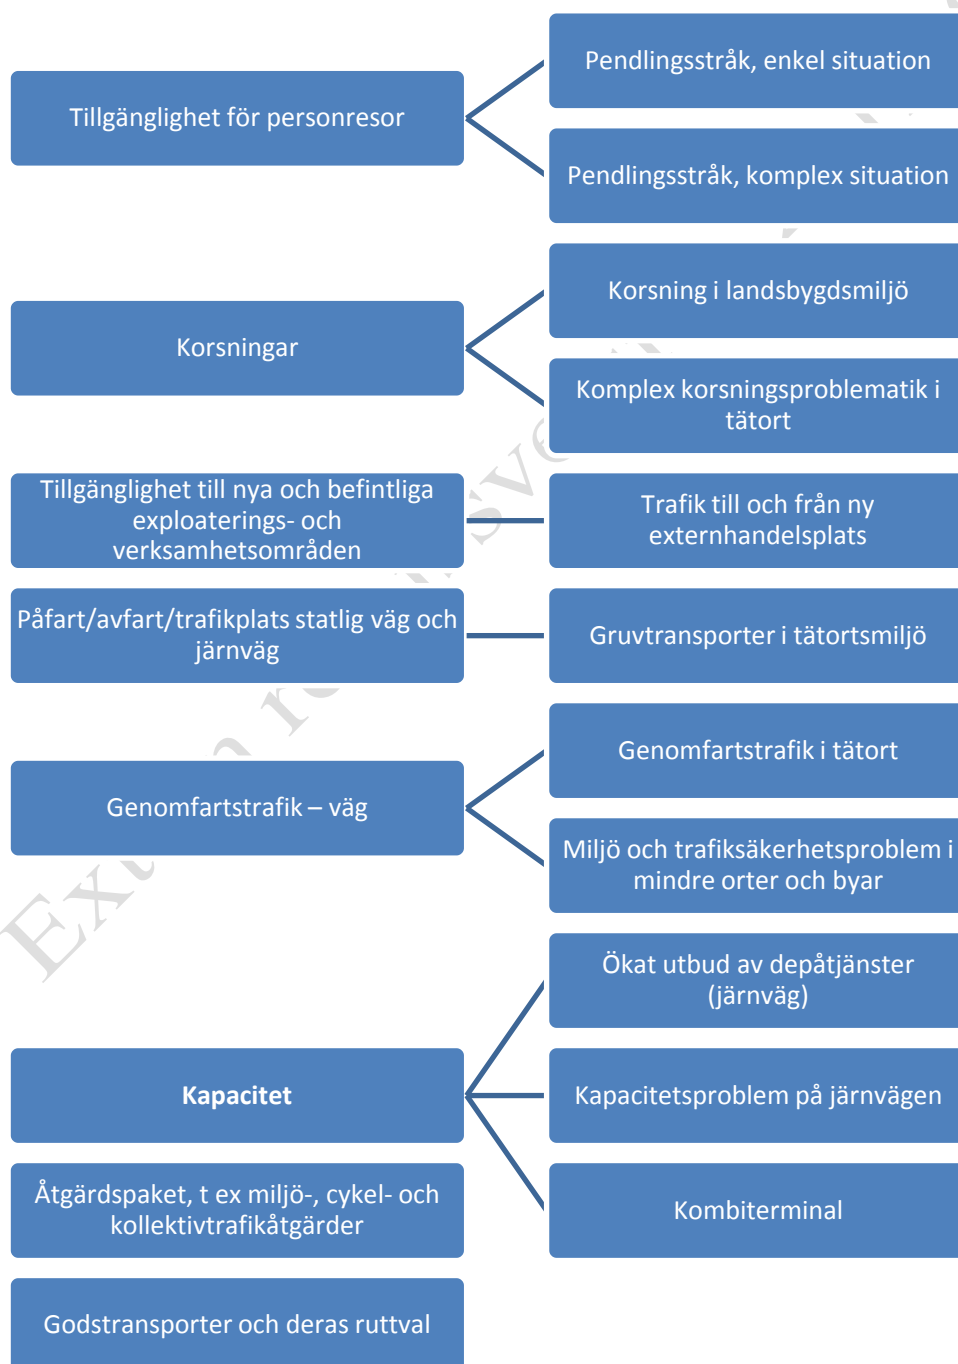 Pendlingsstråk, enkel situation
Tillgänglighet för personresor
Pendlingsstråk, komplex situation
Korsning i landsbygdsmiljö
Korsningar
Komplex korsningsproblematik i
tätort
Tillgänglighet till nya och befintliga
exploaterings- och
verksamhetsområden
Trafik till och från ny
externhandelsplats
Påfart/avfart/trafikplats statlig väg och
järnväg
Gruvtransporter i tätortsmiljö
Genomfartstrafik i tätort
Genomfartstrafik – väg
Miljö och trafiksäkerhetsproblem i
mindre orter och byar
Ökat utbud av depåtjänster
(järnväg)
Kapacitet
Kapacitetsproblem på järnvägen
Åtgärdspaket, t ex miljö-, cykel- och
kollektivtrafikåtgärder
Kombiterminal
Godstransporter och deras ruttval